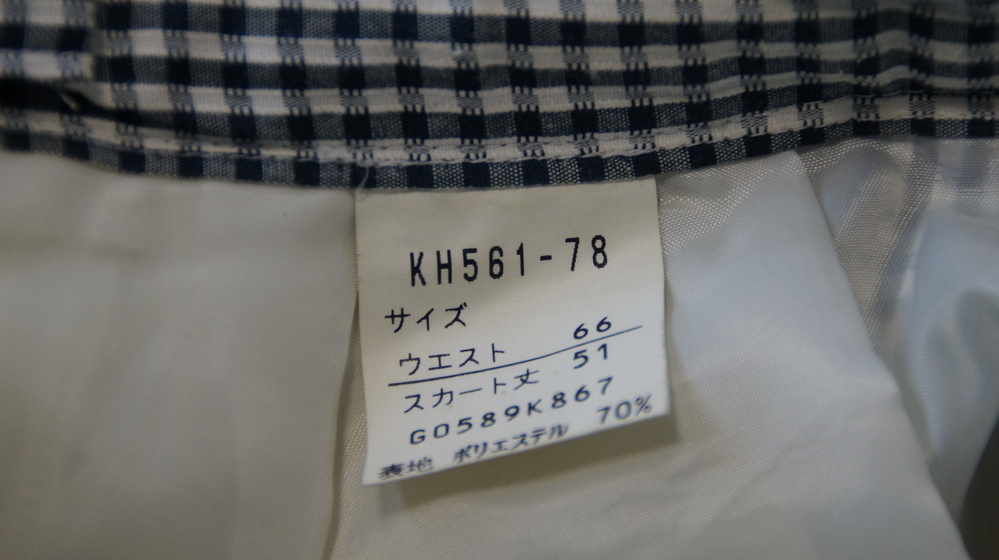 KH561-78
サイズ
ウエスト 66
スカート丈 51
G0589K867
表地 ポリエステル 70%